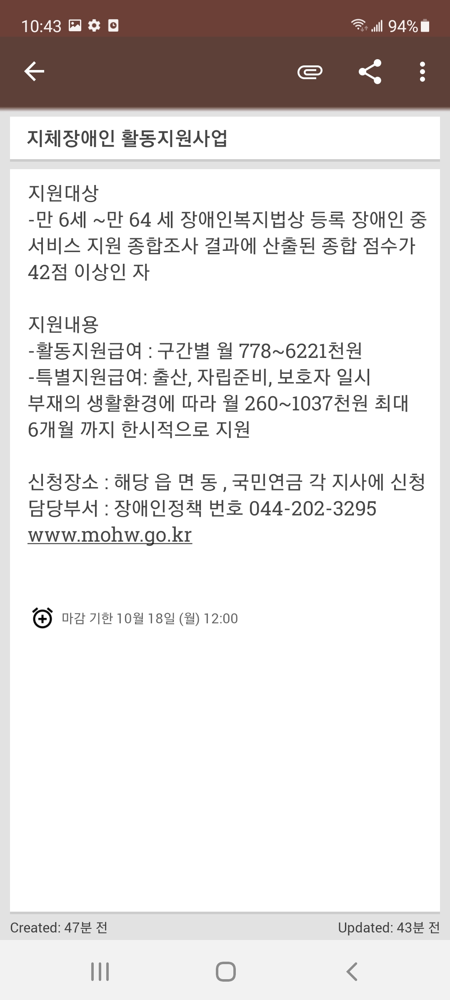 10:43 94%
지체장애인 활동지원사업
지원대상
-만 6세 ~만 64 세 장애인복지법상 등록 장애인 중
서비스 지원 종합조사 결과에 산출된 종합 점수가
42점 이상인 자
지원내용
-활동지원급여 : 구간별 월 778~6221천원
-특별지원급여: 출산, 자립준비, 보호자 일시
부재의 생활환경에 따라 월 260~1037천원 최대
6개월 까지 한시적으로 지원
신청장소 : 해당 읍 면 동 , 국민연금 각 지사에 신청
담당부서 : 장애인정책 번호 044-202-3295
www.mohw.go.kr
마감 기한 10월 18일 (월) 12:00
Created: 47분 전 Updated: 43분 전